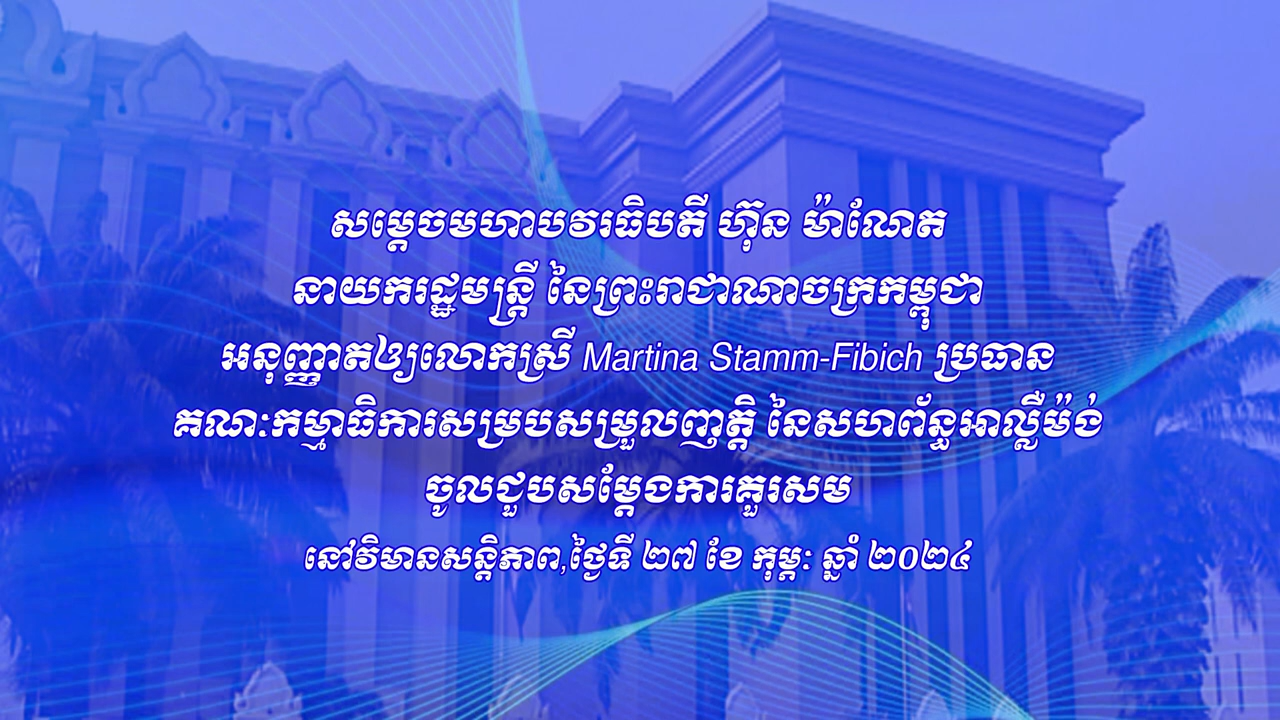 សម្តេចមហាបវរធិបតី ហ៊ុន ម៉ាណែត
នាយករដ្ឋមន្ត្រី នៃព្រះរាជាណាចក្រកម្ពុជា
អនុញ្ញាតឲ្យលោកស្រី Martina Stamm-Fibich ប្រធាន
គណៈកម្មាធិការសម្របសម្រួលញត្តិ នៃសហព័ន្ធអាល្លឺម៉ង់
ចូលជួបសម្តែងការគួរសម
នៅវិមានសន្តិភាព,ថ្ងៃទី ២៧ ខែ កុម្ភៈ ឆ្នាំ ២០២៤